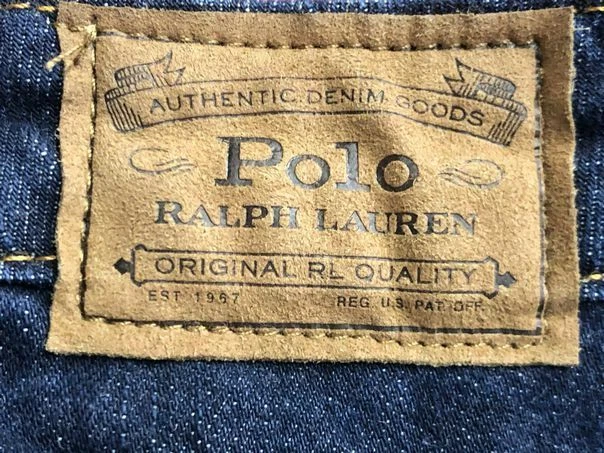 AUTHENTIC DENIM GOODS
Polo
RALPH LAUREN
ORIGINAL RL QUALITY
EST 1967 REG. U.S. PAT. OFF.